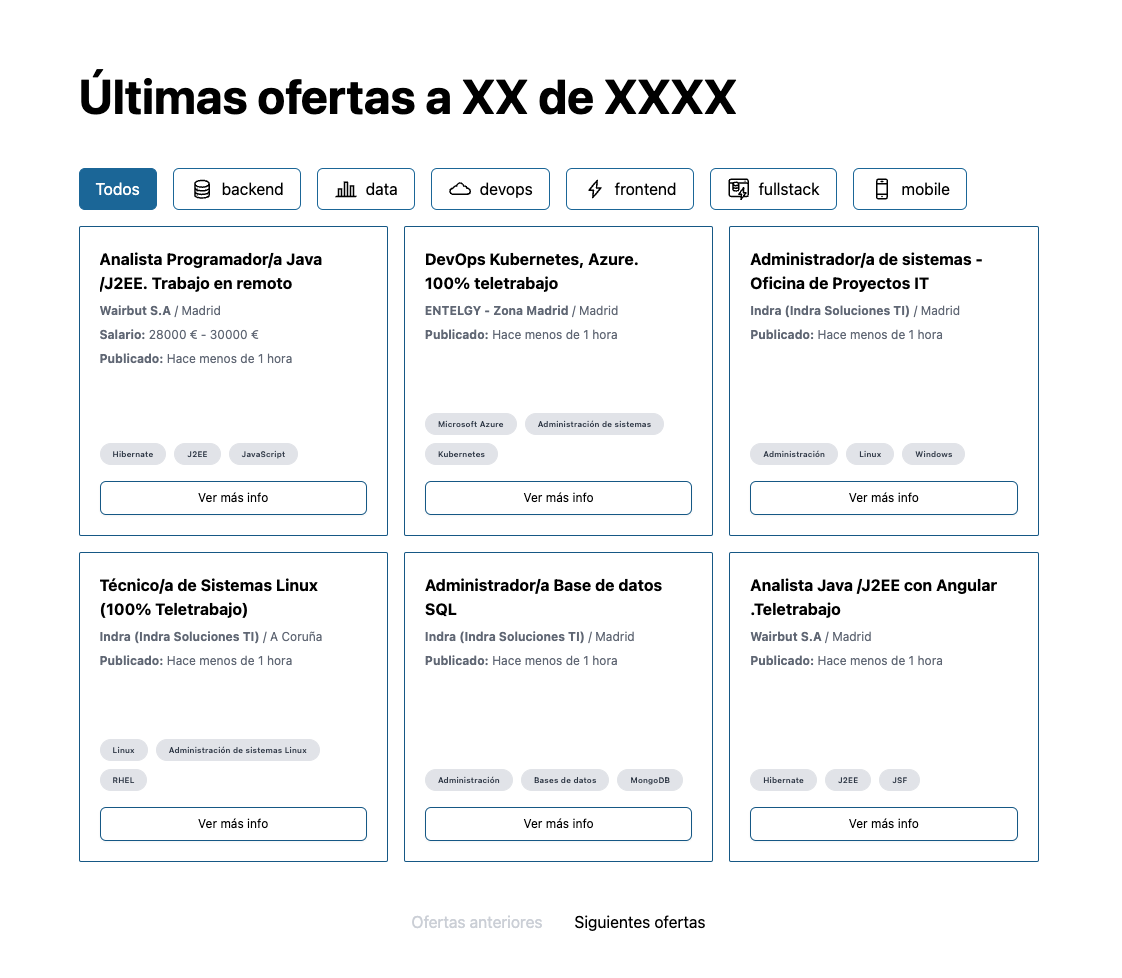 Últimas ofertas a XX de XXXX
Todos
backend
data
devops
frontend
fullstack
mobile
Analista Programador/a Java
/J2EE. Trabajo en remoto
Wairbut S.A / Madrid
Salario: 28000 € - 30000 €
Publicado: Hace menos de 1 hora
Hibernate
J2EE
JavaScript
Ver más info
DevOps Kubernetes, Azure.
100% teletrabajo
ENTELGY - Zona Madrid / Madrid
Publicado: Hace menos de 1 hora
Microsoft Azure
Administración de sistemas
Kubernetes
Ver más info
Administrador/a de sistemas -
Oficina de Proyectos IT
Indra (Indra Soluciones TI) / Madrid
Publicado: Hace menos de 1 hora
Administración
Linux
Windows
Ver más info
Técnico/a de Sistemas Linux
(100% Teletrabajo)
Indra (Indra Soluciones TI) / A Coruña
Publicado: Hace menos de 1 hora
Linux
Administración de sistemas Linux
RHEL
Ver más info
Administrador/a Base de datos
SQL
Indra (Indra Soluciones TI) / Madrid
Publicado: Hace menos de 1 hora
Administración
Bases de datos
MongoDB
Ver más info
Analista Java /J2EE con Angular
.Teletrabajo
Wairbut S.A / Madrid
Publicado: Hace menos de 1 hora
Hibernate
J2EE
JSF
Ver más info
Ofertas anteriores
Siguientes ofertas